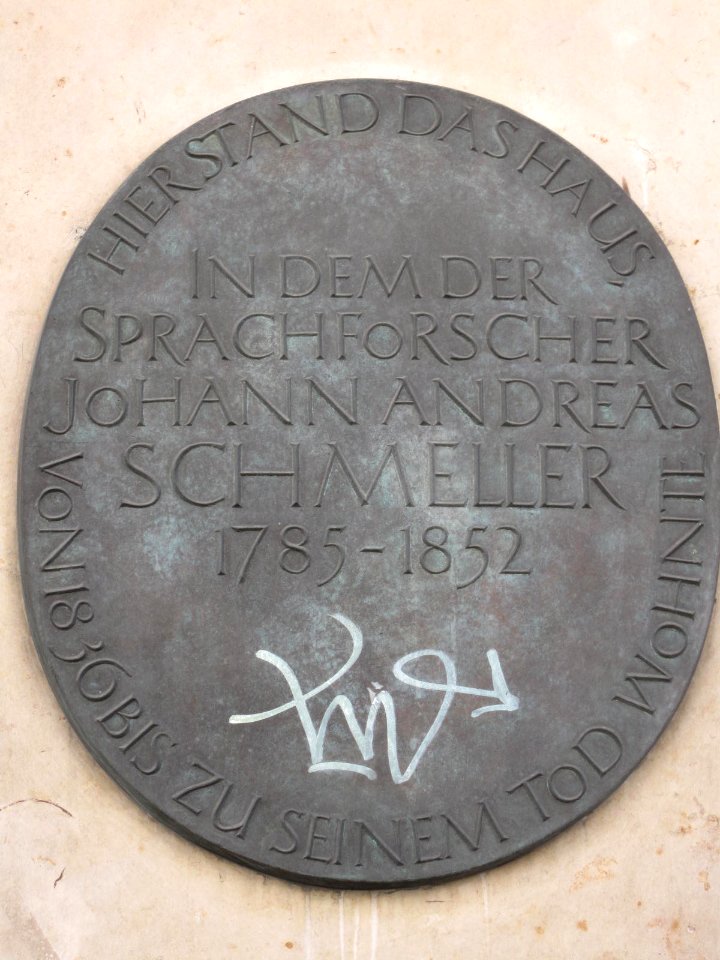 HIER STAND DAS HAUS,
IN DEM DER
SPRACHFORSCHER
JOHANN ANDREAS
SCHMELLER
1785-1852
VON 1836 BIS ZU SEINEM TOD WOHNTE